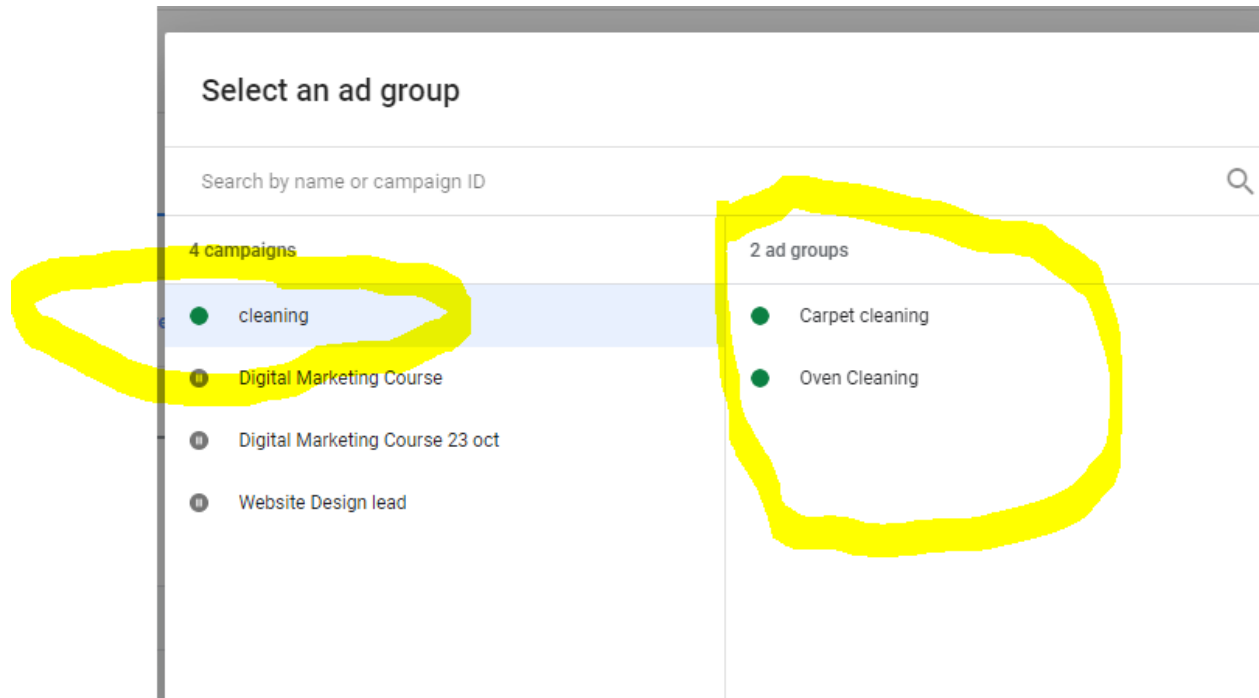 Select an ad group
Search by name or campaign ID
4 campaigns
cleaning
Digital Marketing Course
Digital Marketing Course 23 oct
Website Design lead
2 ad groups
Carpet cleaning
Oven Cleaning